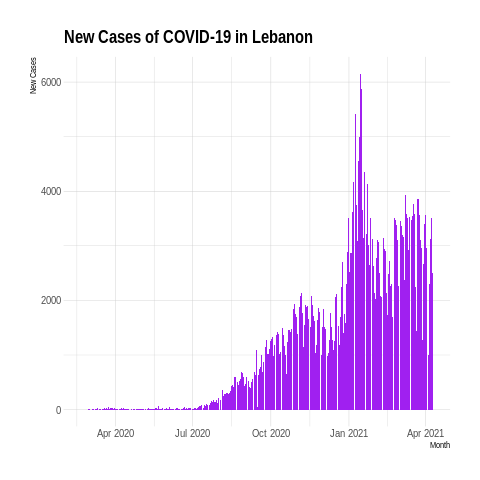 New Cases of COVID-19 in Lebanon
New Cases
6000
4000
2000
0
Apr 2020 Jul 2020 Oct 2020 Jan 2021 Apr 2021
Month